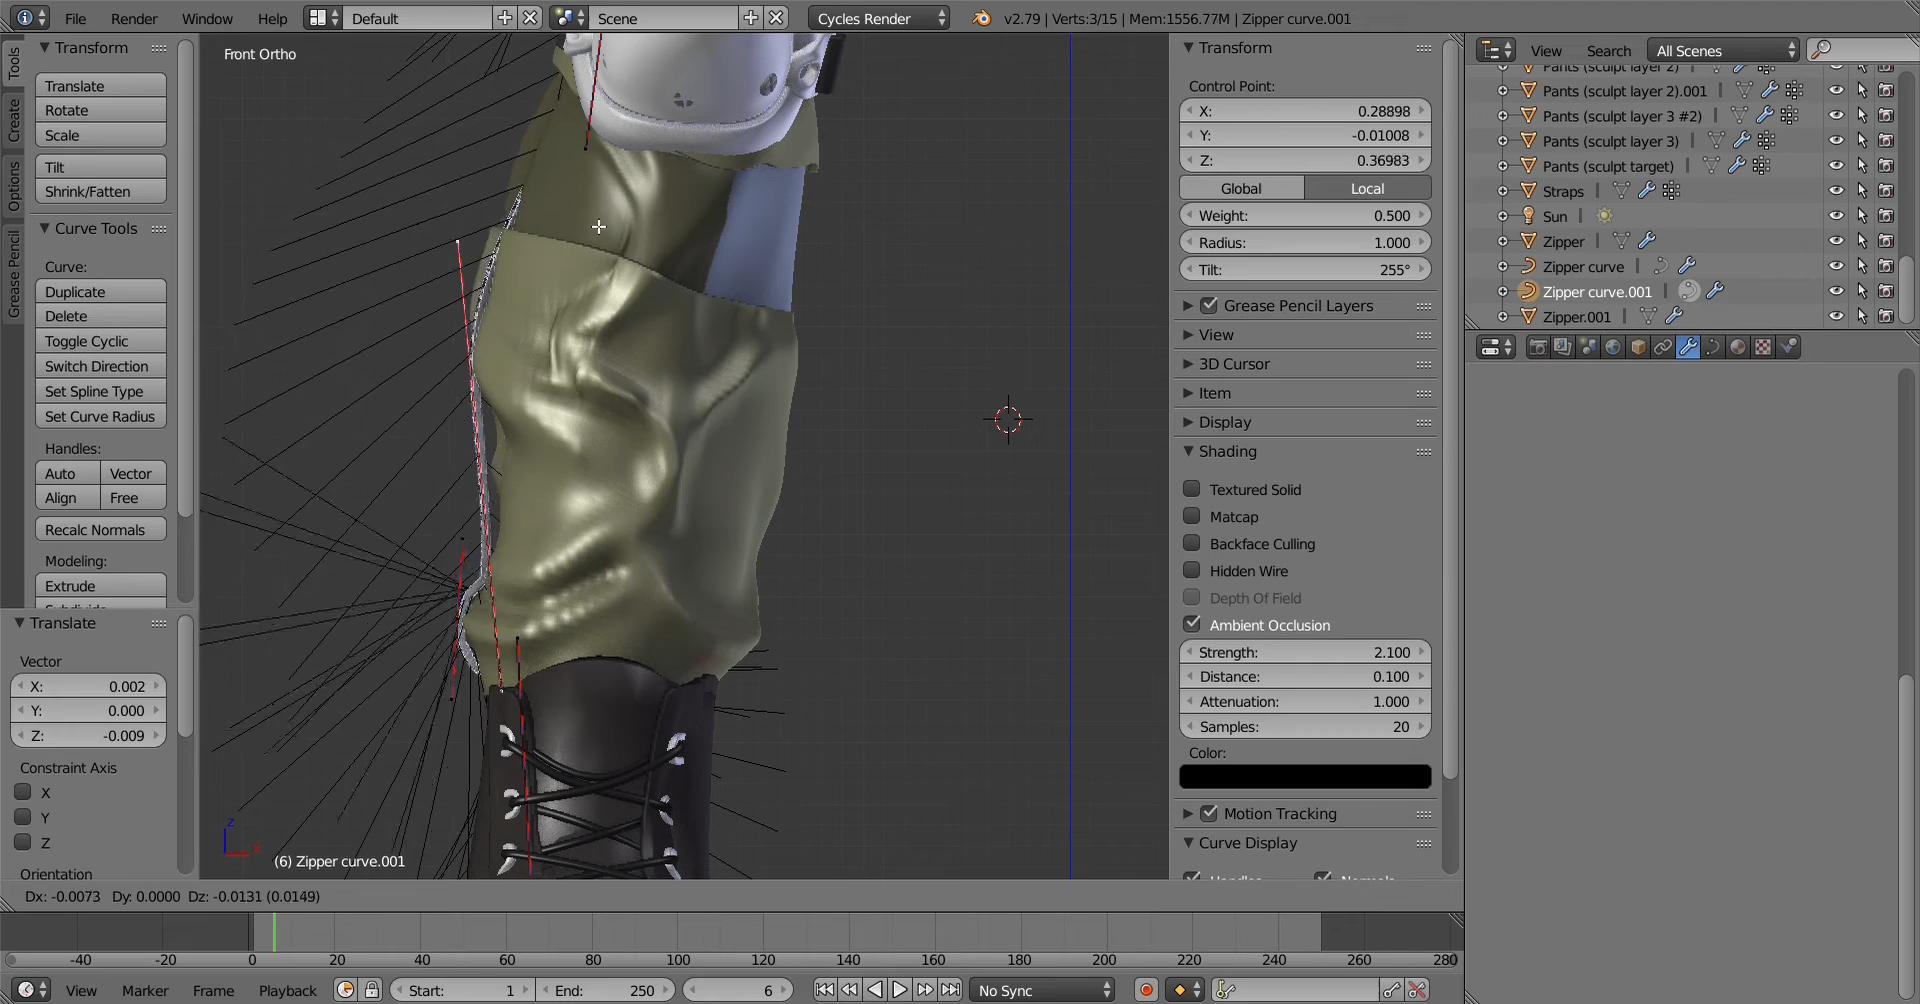 File
Render
Window
Help
Default
Scene
Cycles Render
v2.79 | Verts:3/15 | Mem:1556.77M | Zipper curve.001
Tools
Create
Options
Grease Pencil
Transform
Translate
Rotate
Scale
Tilt
Shrink/Fatten
Curve Tools
Curve:
Duplicate
Delete
Toggle Cyclic
Switch Direction
Set Spline Type
Set Curve Radius
Handles:
Auto Vector
Align Free
Recalc Normals
Modeling:
Extrude
Translate
Vector
X: 0.002
Y: 0.000
Z: -0.009
Constraint Axis
X
Y
Z
Orientation
Front Ortho
z
x
(6) Zipper curve.001
Transform
Control Point:
X: 0.28898
Y: -0.01008
Z: 0.36983
Global Local
Weight: 0.500
Radius: 1.000
Tilt: 255°
Grease Pencil Layers
View
3D Cursor
Item
Display
Shading
Textured Solid
Matcap
Backface Culling
Hidden Wire
Depth Of Field
Ambient Occlusion
Strength: 2.100
Distance: 0.100
Attenuation: 1.000
Samples: 20
Color:
Motion Tracking
Curve Display
View Search All Scenes
Pants (sculpt layer 2)
Pants (sculpt layer 2).001
Pants (sculpt layer 3 #2)
Pants (sculpt layer 3)
Pants (sculpt target)
Straps
Sun
Zipper
Zipper curve
Zipper curve.001
Zipper.001
Dx: -0.0073 Dy: 0.0000 Dz: -0.0131 (0.0149)
-40 -20 0 20 40 60 80 100 120 140 160 180 200 220 240 260 280
View Marker Frame Playback Start: 1 End: 250 6 No Sync